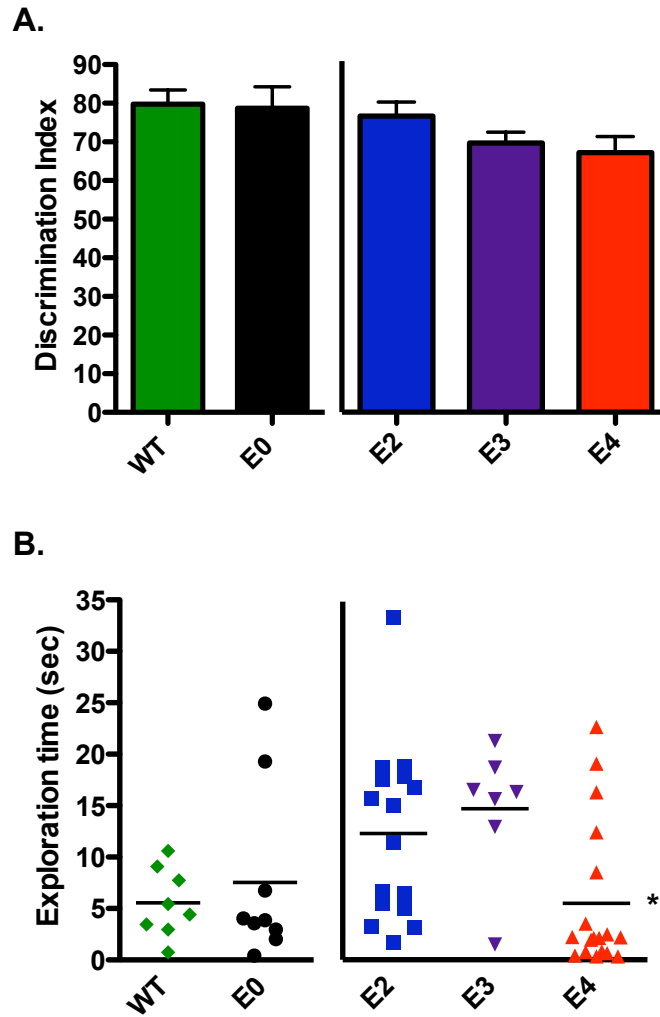 A.
Discrimination Index
90
80
70
60
50
40
30
20
10
0
WT
E0
E2
E3
E4
B.
Exploration time (sec)
35
30
25
20
15
10
5
0
*
WT
E0
E2
E3
E4